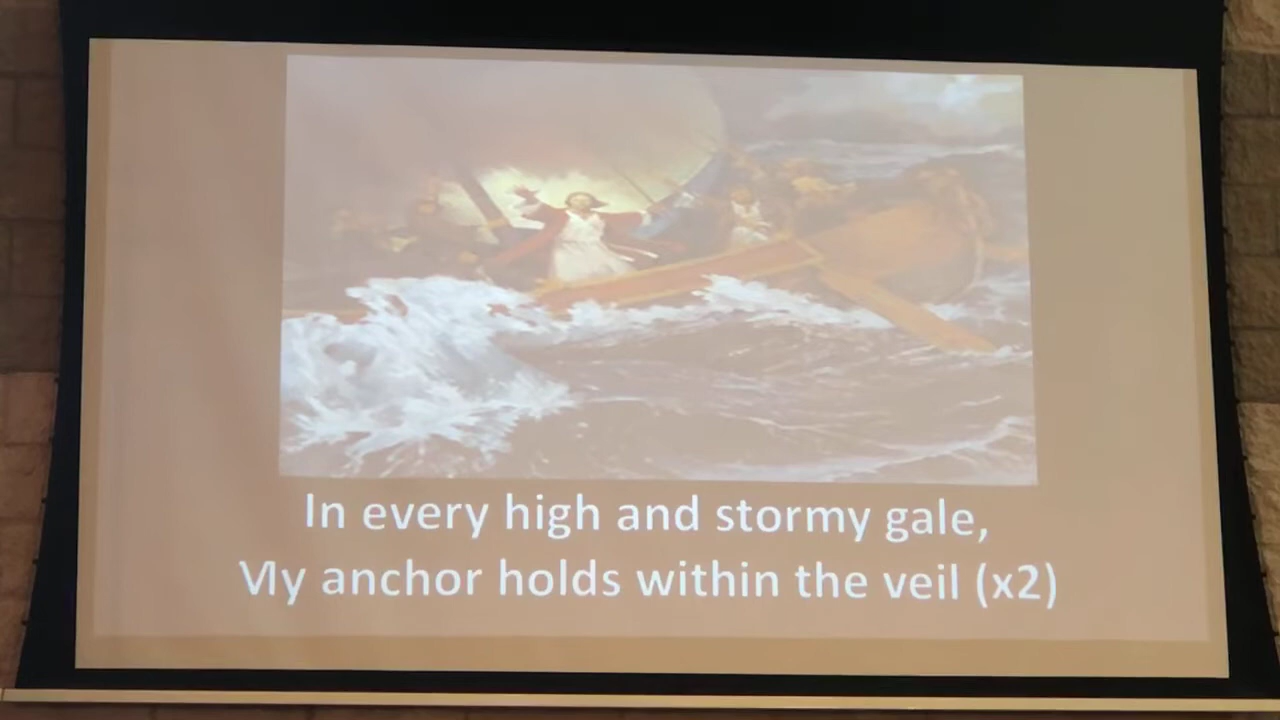 In every high and stormy gale,
My anchor holds within the veil (x2)